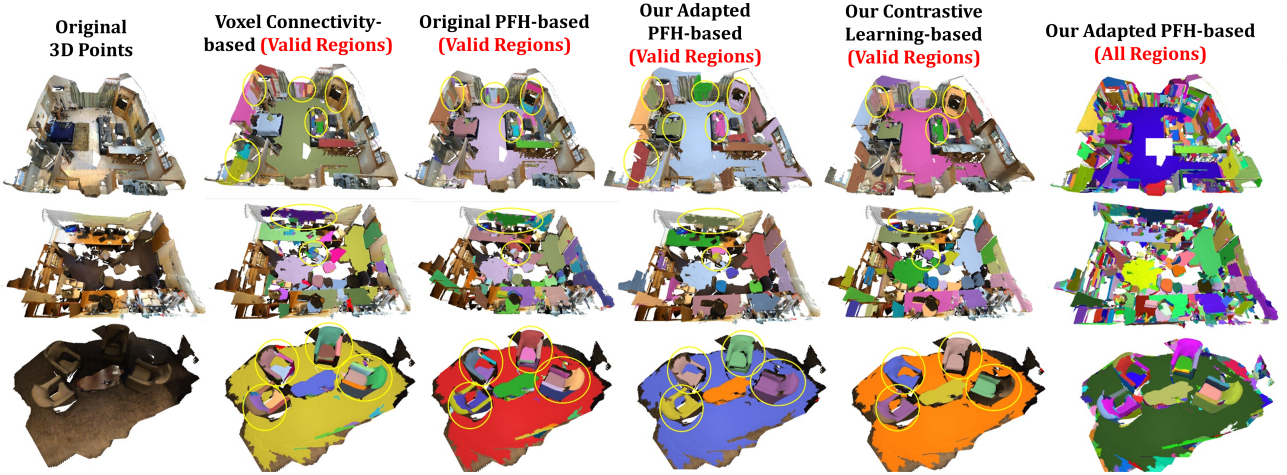 Original
3D Points
Voxel Connectivity-
based (Valid Regions)
Original PFH-based
(Valid Regions)
Our Adapted
PFH-based
(Valid Regions)
Our Contrastive
Learning-based
(Valid Regions)
Our Adapted PFH-based
(All Regions)